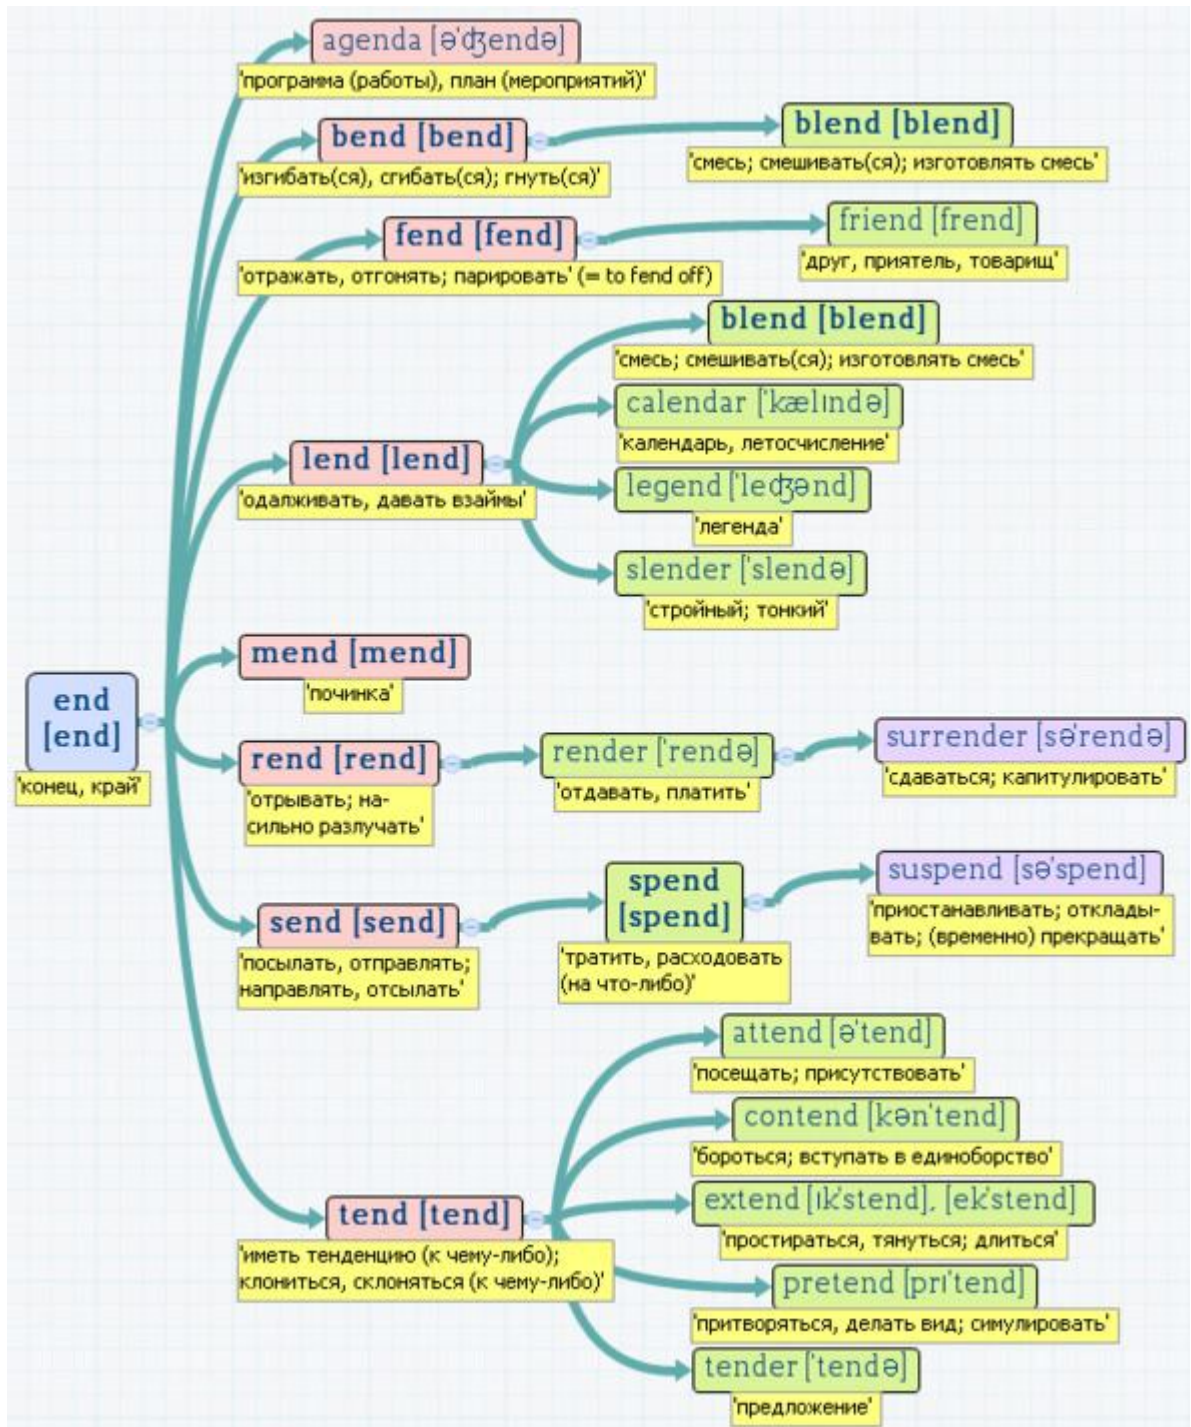 agenda [ə'ʤendə]
'программа (работы), план (мероприятий)'
bend [bend]
'изгибать(ся), сгибать(ся); гнуть(ся)'
blend [blend]
'смесь; смешивать(ся); изготовлять смесь'
fend [fend]
'отражать, отгонять; парировать' (= to fend off)
friend [frend]
'друг, приятель, товарищ'
lend [lend]
'одалживать, давать взаймы'
blend [blend]
'смесь; смешивать(ся); изготовлять смесь'
calendar ['kælındə]
'календарь, летосчисление'
legend ['leʤənd]
'легенда'
slender ['slendə]
'стройный; тонкий'
mend [mend]
'починка'
end
[end]
'конец, край'
rend [rend]
'отрывать; на-
сильно разлучать'
render ['rendə]
'отдавать, платить'
surrender [sə'rendə]
'сдаваться; капитулировать'
send [send]
'посылать, отправлять;
направлять, отсылать'
spend
[spend]
'тратить, расходовать
(на что-либо)'
suspend [sə'spend]
'приостанавливать; отклады-
вать; (временно) прекращать'
tend [tend]
'иметь тенденцию (к чему-либо);
клониться, склоняться (к чему-либо)'
attend [ə'tend]
'посещать; присутствовать'
contend [kən'tend]
'бороться; вступать в единоборство'
extend [ık'stend], [ek'stend]
'простираться, тянуться; длиться'
pretend [prı'tend]
'притворяться, делать вид; симулировать'
tender ['tendə]
'предложение'